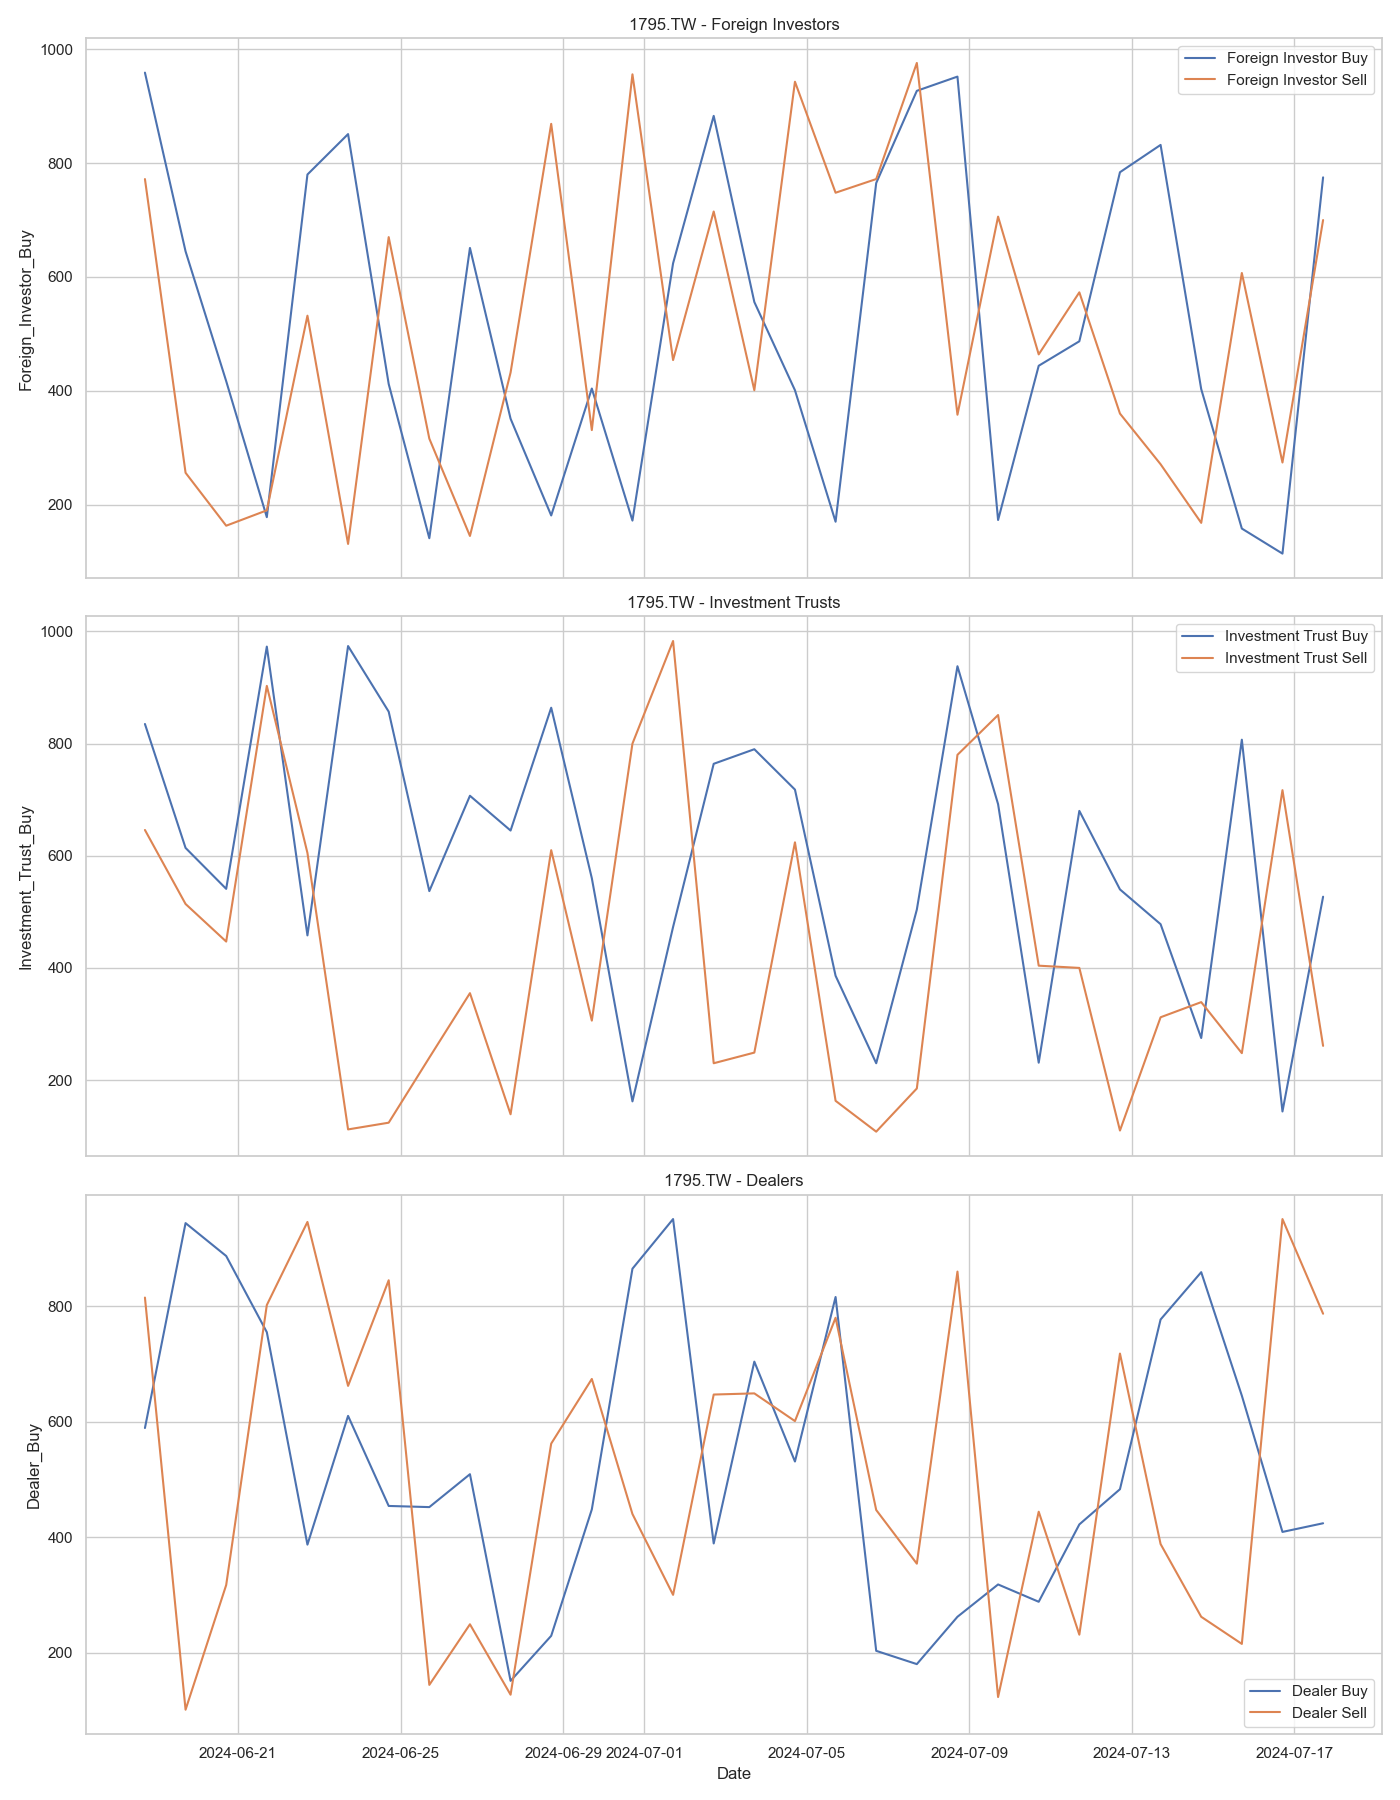 1795.TW - Foreign Investors
Foreign_Investor_Buy
1000
800
600
400
200
Foreign Investor Buy
Foreign Investor Sell
1795.TW - Investment Trusts
Investment_Trust_Buy
1000
800
600
400
200
Investment Trust Buy
Investment Trust Sell
1795.TW - Dealers
Dealer_Buy
800
600
400
200
Dealer Buy
Dealer Sell
2024-06-21
2024-06-25
2024-06-29
2024-07-01
2024-07-05
2024-07-09
2024-07-13
2024-07-17
Date